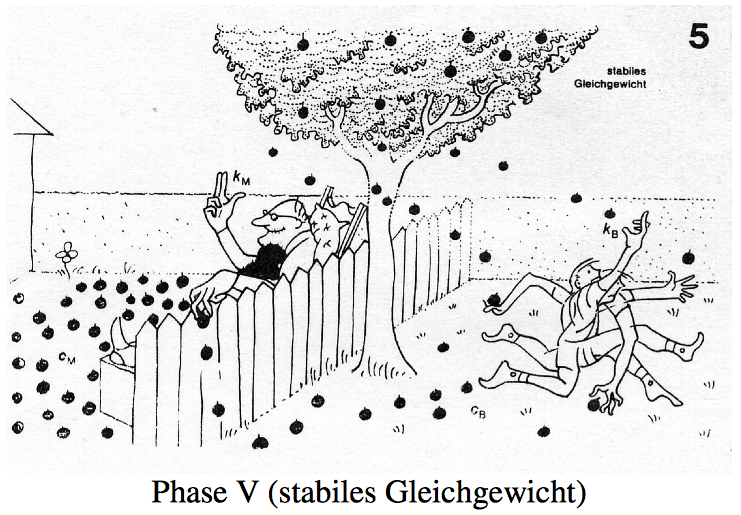 5
stabiles
Gleichgewicht
kM
kB
cM
cB
Phase V (stabiles Gleichgewicht)